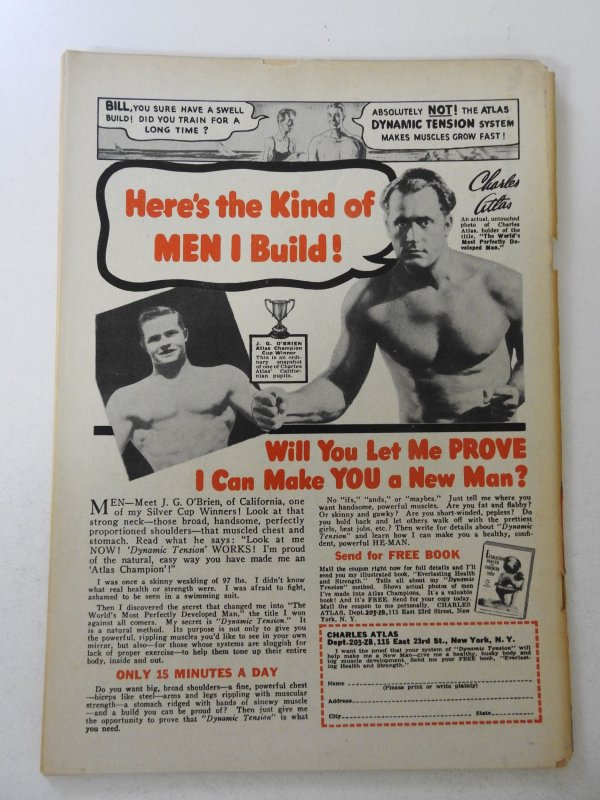 BILL, YOU SURE HAVE A SWELL
BUILD! DID YOU TRAIN FOR A
LONG TIME?
ABSOLUTELY NOT! THE ATLAS
DYNAMIC TENSION SYSTEM
MAKES MUSCLES GROW FAST!
Here's the Kind of
MEN I Build!
Charles
Atlas
An actual, untouched
photo of Charles
Atlas, holder of the
title, "The World's
Most Perfectly De-
veloped Man."
J. G. O'BRIEN
Atlas Champion
Cup Winner
This is an ordi-
nary snapshot
of one of Charles
Atlas' Califor-
nian pupils.
Will You Let Me PROVE
I Can Make YOU a New Man?
MEN—Meet J. G. O'Brien, of California, one
of my Silver Cup Winners! Look at that
strong neck—those broad, handsome, perfectly
proportioned shoulders—that muscled chest and
stomach. Read what he says: "Look at me
NOW! 'Dynamic Tension' WORKS! I'm proud
of the natural, easy way you have made me an
'Atlas Champion'!"
I was once a skinny weakling of 97 lbs. I didn't know
what real health or strength were. I was afraid to fight,
ashamed to be seen in a swimming suit.
Then I discovered the secret that changed me into "The
World's Most Perfectly Developed Man," the title I won
against all comers. My secret is "Dynamic Tension." It
is a natural method. Its purpose is not only to give you
the powerful, rippling muscles you'd like to see in your own
mirror, but also—for those whose systems are sluggish for
lack of proper exercise—to help them tone up their entire
body, inside and out.
ONLY 15 MINUTES A DAY
Do you want big, broad shoulders—a fine, powerful chest
—biceps like steel—arms and legs rippling with muscular
strength—a stomach ridged with bands of sinewy muscle
—and a build you can be proud of? Then just give me
the opportunity to prove that "Dynamic Tension" is what
you need.
No "ifs," "ands," or "maybes." Just tell me where you
want handsome, powerful muscles. Are you fat and flabby?
Or skinny and gawky? Are you short-winded, pepless? Do
you hold back and let others walk off with the prettiest
girls, best jobs, etc.? Then write for details about "Dynamic
Tension" and learn how I can make you a healthy, confi-
dent, powerful HE-MAN.
Send for FREE BOOK
Mail the coupon right now for full details and I'll
send you my illustrated book, "Everlasting Health
and Strength." Tells all about my "Dynamic
Tension" method. Shows actual photos of men
I've made into Atlas Champions. It's a valuable
book! And it's FREE. Send for your copy today.
Mail the coupon to me personally. CHARLES
ATLAS, Dept. 203-ZB, 115 East 23rd Street, New
York, N. Y.
CHARLES ATLAS
Dept. 203-ZB, 115 East 23rd St., New York, N. Y.
I want the proof that your system of "Dynamic Tension" will
help make me a New Man—give me a healthy, husky body and
big muscle development. Send me your FREE book, "Everlast-
ing Health and Strength."
Name
(Please print or write plainly)
Address
City State